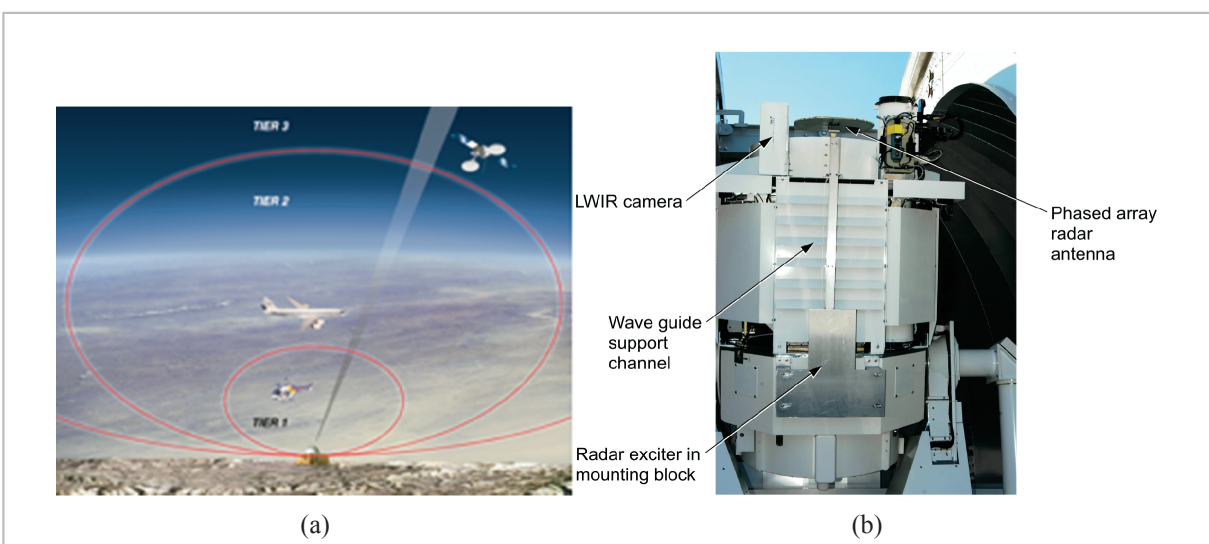 TIER 3
TIER 2
TIER 1
LWIR camera
Phased array
radar
antenna
Wave guide
support
channel
Radar exciter in
mounting block
(a)
(b)